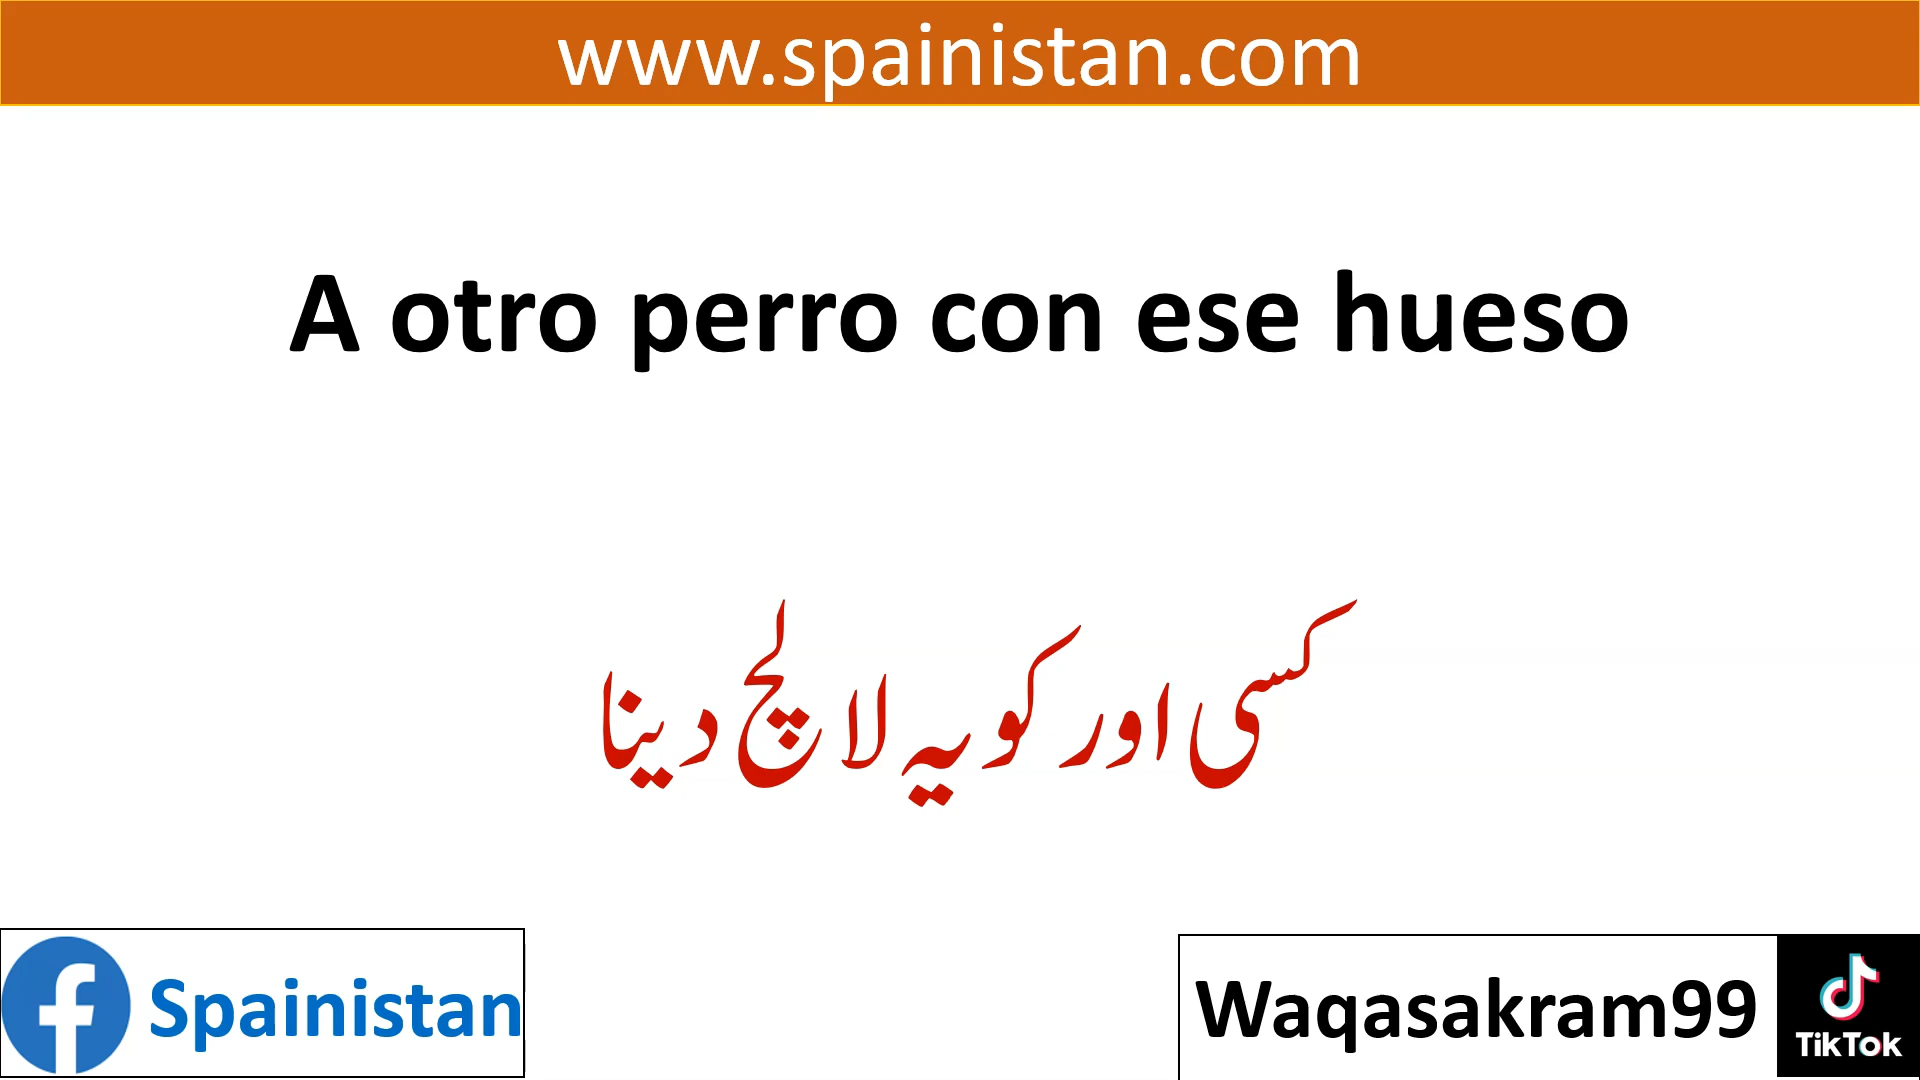 www.spainistan.com
A otro perro con ese hueso
کسی اور کو یہ لالچ دینا
Spainistan
Waqasakram99
TikTok